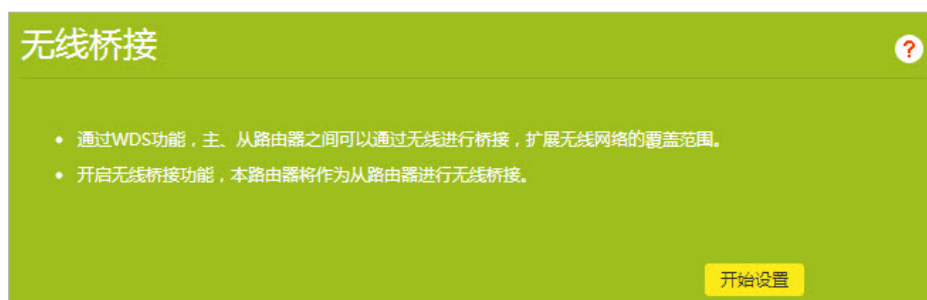 无线桥接
?
• 通过WDS功能，主、从路由器之间可以通过无线进行桥接，扩展无线网络的覆盖范围。
• 开启无线桥接功能，本路由器将作为从路由器进行无线桥接。
开始设置